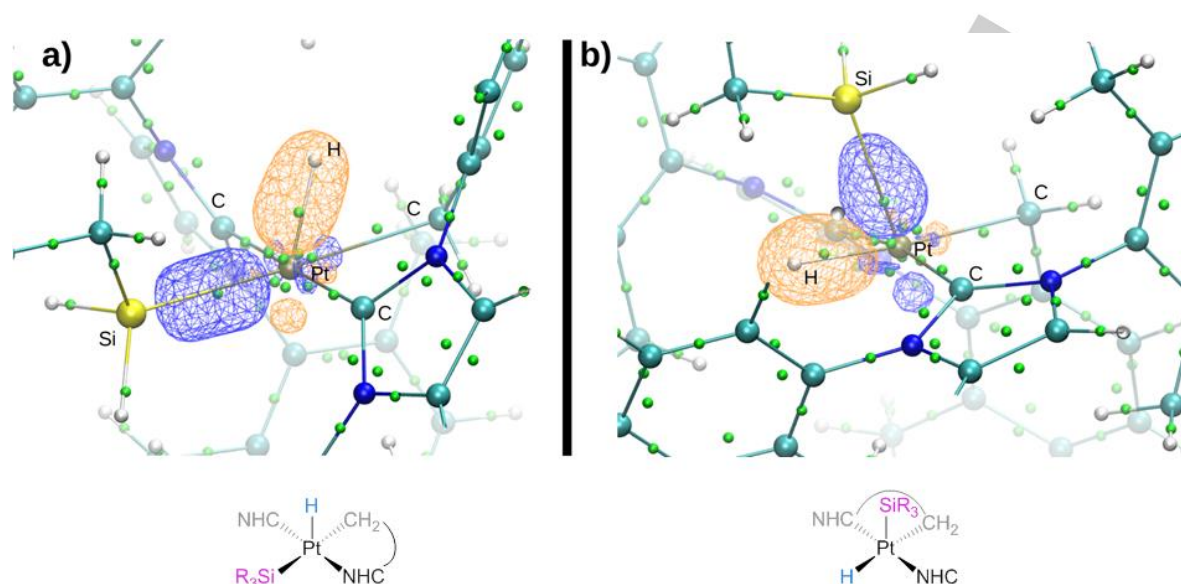 a)
H
C
C
Pt
C
Si
b)
Si
C
Pt
H
C
H
NHC CH₂
Pt
R₃Si NHC
SiR₃
NHC CH₂
Pt
H NHC